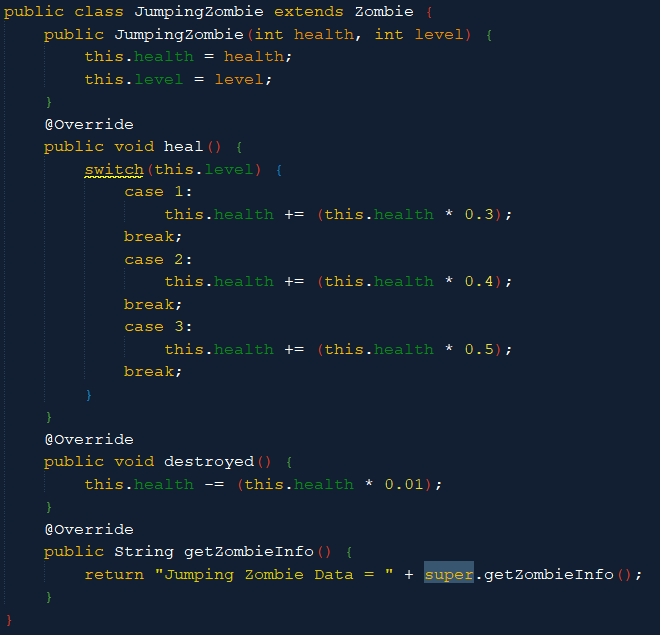 public class JumpingZombie extends Zombie {
    public JumpingZombie(int health, int level) {
        this.health = health;
        this.level = level;
    }
    @Override
    public void heal() {
        switch(this.level) {
            case 1:
                this.health += (this.health * 0.3);
            break;
            case 2:
                this.health += (this.health * 0.4);
            break;
            case 3:
                this.health += (this.health * 0.5);
            break;
        }
    }
    @Override
    public void destroyed() {
        this.health -= (this.health * 0.01);
    }
    @Override
    public String getZombieInfo() {
        return "Jumping Zombie Data = " + super.getZombieInfo();
    }
}